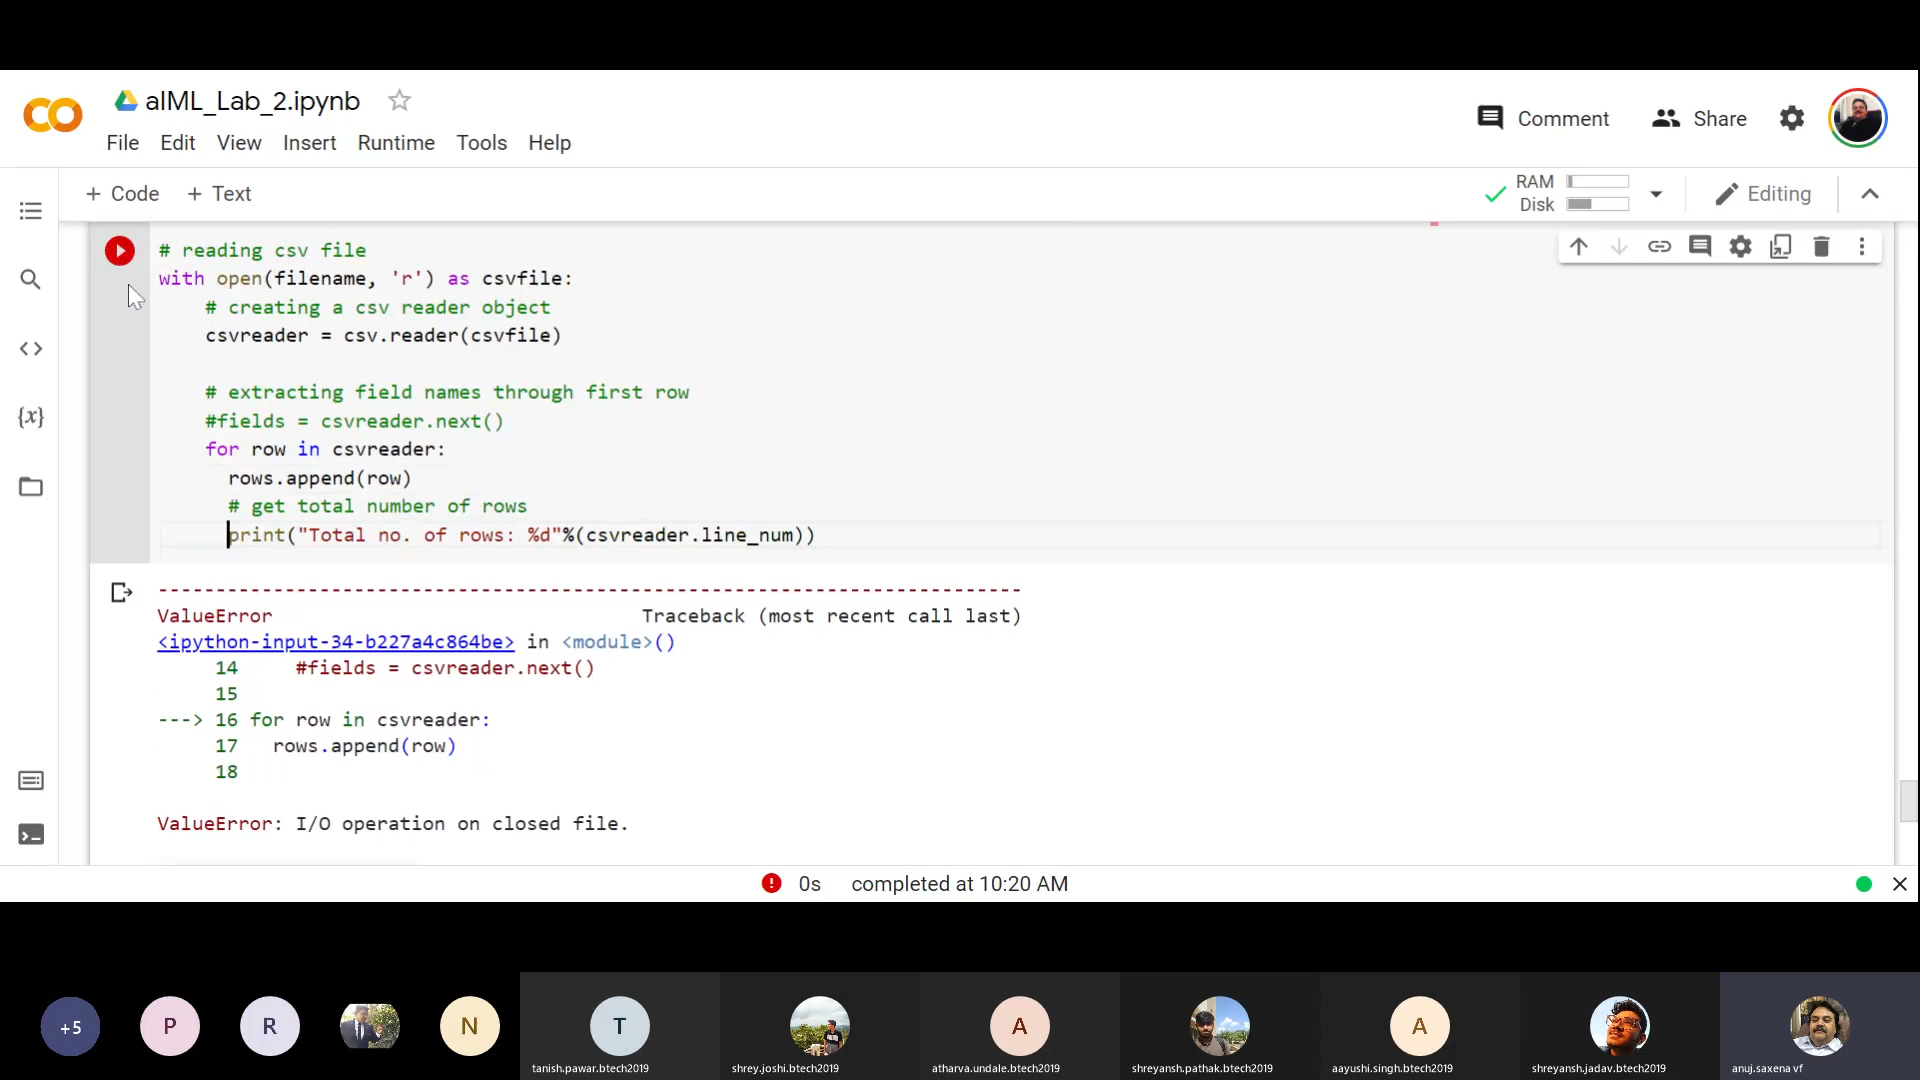 aIML_Lab_2.ipynb
Comment
Share
File Edit View Insert Runtime Tools Help
+ Code + Text
RAM
Disk
Editing
# reading csv file
with open(filename, 'r') as csvfile:
    # creating a csv reader object
    csvreader = csv.reader(csvfile)
    # extracting field names through first row
    #fields = csvreader.next()
    for row in csvreader:
      rows.append(row)
      # get total number of rows
      print("Total no. of rows: %d"%(csvreader.line_num))
---------------------------------------------------------------------------
ValueError                                Traceback (most recent call last)
<ipython-input-34-b227a4c864be> in <module>()
     14     #fields = csvreader.next()
     15
---> 16 for row in csvreader:
     17   rows.append(row)
     18
ValueError: I/O operation on closed file.
0s completed at 10:20 AM
+5 P R N T A A
tanish.pawar.btech2019 shrey.joshi.btech2019 atharva.undale.btech2019 shreyansh.pathak.btech2019 aayushi.singh.btech2019 shreyansh.jadav.btech2019 anuj.saxena vf